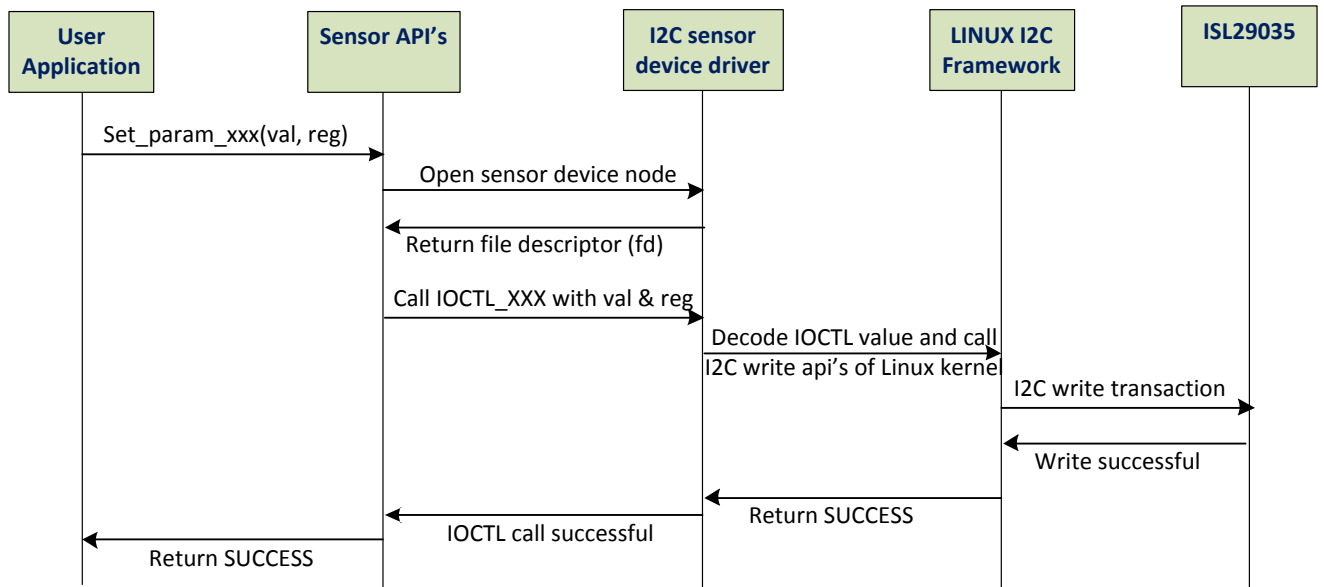 User
Application
Sensor API's
I2C sensor
device driver
LINUX I2C
Framework
ISL29035
Set_param_xxx(val, reg)
Open sensor device node
Return file descriptor (fd)
Call IOCTL_XXX with val & reg
Decode IOCTL value and call
I2C write api's of Linux kernel
I2C write transaction
Write successful
Return SUCCESS
IOCTL call successful
Return SUCCESS